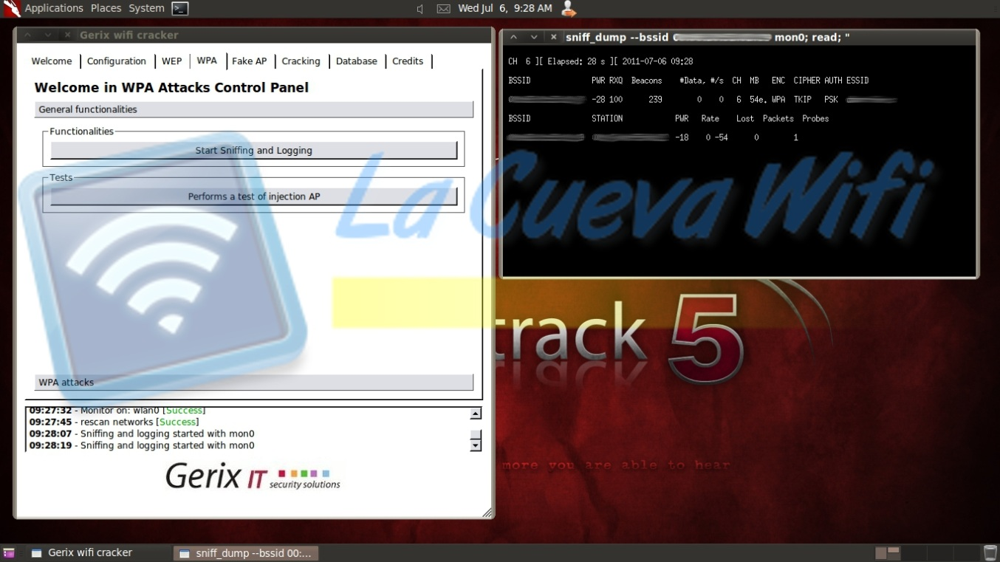 Applications Places System
Wed Jul 6, 9:28 AM
Gerix wifi cracker
Welcome Configuration WEP WPA Fake AP Cracking Database Credits
Welcome in WPA Attacks Control Panel
General functionalities
Functionalities
Start Sniffing and Logging
Tests
Performs a test of injection AP
WPA attacks
09:27:32 - Monitor on: wlan0 [Success]
09:27:45 - rescan networks [Success]
09:28:07 - Sniffing and logging started with mon0
09:28:19 - Sniffing and logging started with mon0
Gerix IT security solutions
sniff_dump --bssid mon0; read; "
CH 6 ][ Elapsed: 28 s ][ 2011-07-06 09:28
BSSID PWR RXQ Beacons #Data, #/s CH MB ENC CIPHER AUTH ESSID
-28 100 239 0 0 6 54e. WPA TKIP PSK
BSSID STATION PWR Rate Lost Packets Probes
-18 0 -54 0 1
La Cueva Wifi
track 5
more you are able to hear
Gerix wifi cracker
sniff_dump --bssid 00:...